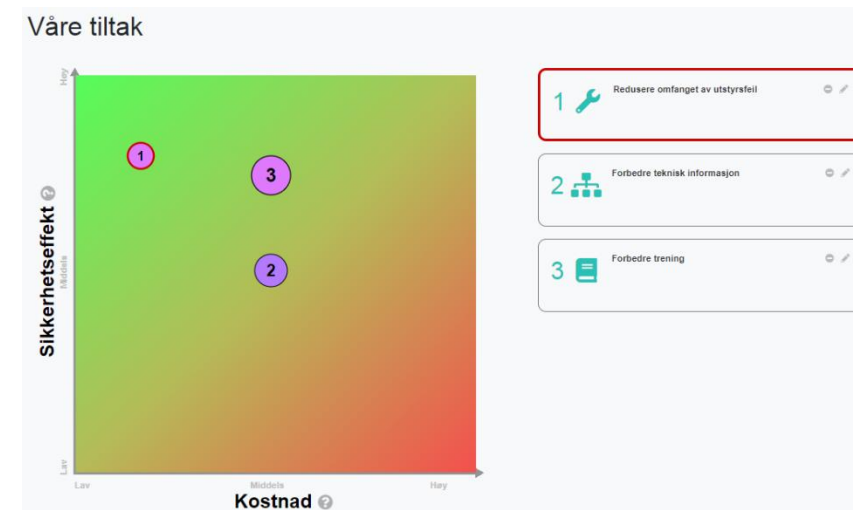 Våre tiltak
Høy
1
3
2
Sikkerhetseffekt ?
Middels
Lav
Lav
Middels
Høy
Kostnad ?
1 Redusere omfanget av utstyrsfeil
2 Forbedre teknisk informasjon
3 Forbedre trening